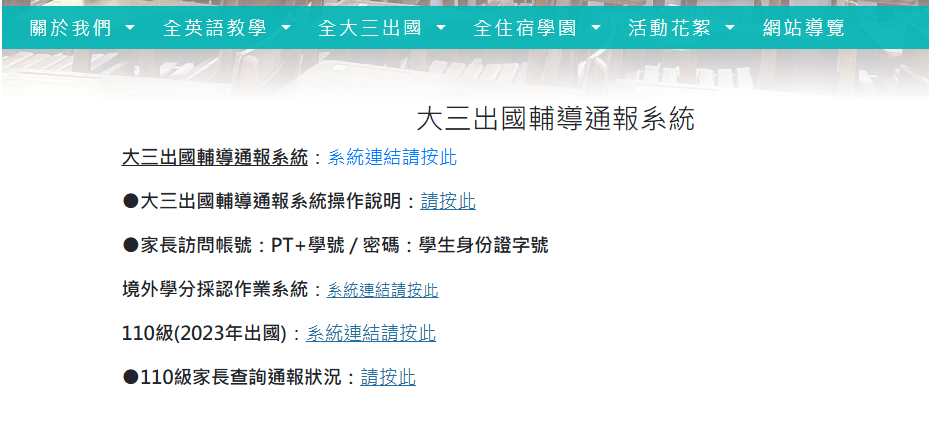 關於我們 全英語教學 全大三出國 全住宿學園 活動花絮 網站導覽
大三出國輔導通報系統
大三出國輔導通報系統：系統連結請按此
●大三出國輔導通報系統操作說明：請按此
●家長訪問帳號：PT+學號 / 密碼：學生身份證字號
境外學分採認作業系統：系統連結請按此
110級(2023年出國)：系統連結請按此
●110級家長查詢通報狀況：請按此